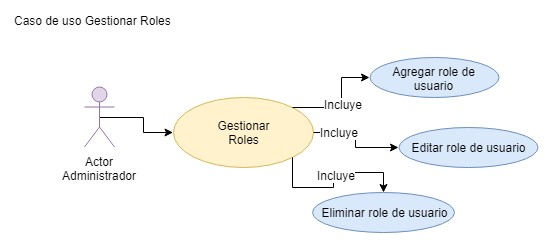 Caso de uso Gestionar Roles
Agregar role de
usuario
Incluye
Gestionar
Roles
Incluye
Editar role de usuario
Actor
Administrador
Incluye
Eliminar role de usuario